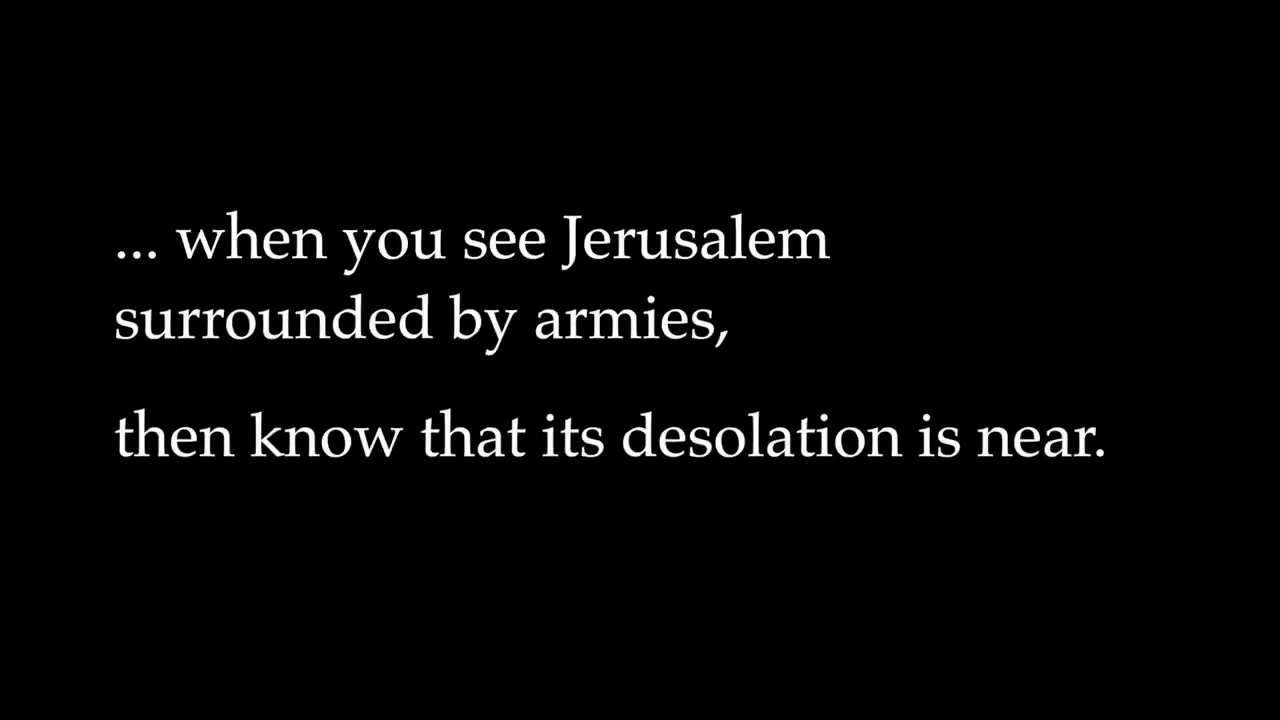 ... when you see Jerusalem
surrounded by armies,
then know that its desolation is near.